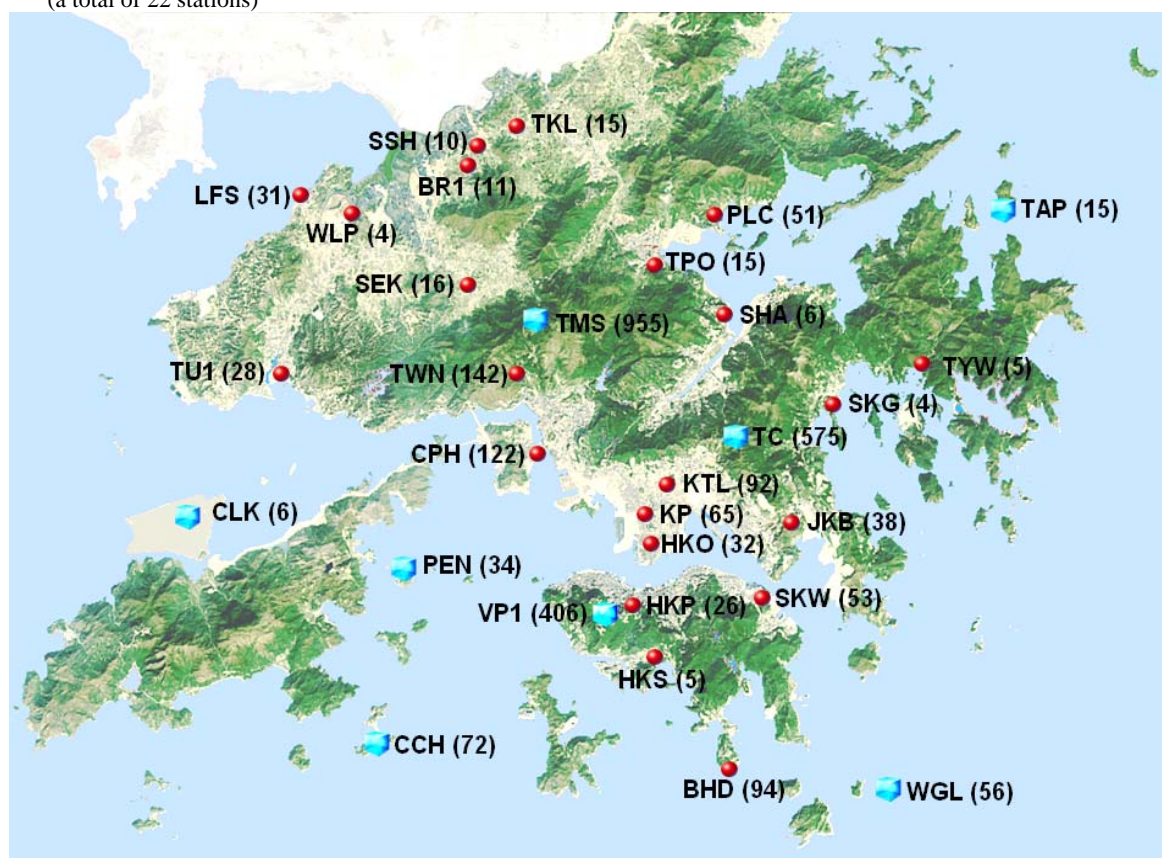 (a total of 22 stations)
TKL (15)
SSH (10)
BR1 (11)
LFS (31)
WLP (4)
PLC (51)
TAP (15)
TPO (15)
SEK (16)
TMS (955)
SHA (6)
TU1 (28)
TWN (142)
TYW (5)
SKG (4)
TC (575)
CPH (122)
KTL (92)
CLK (6)
KP (65)
JKB (38)
HKO (32)
PEN (34)
SKW (53)
VP1 (406)
HKP (26)
HKS (5)
CCH (72)
BHD (94)
WGL (56)